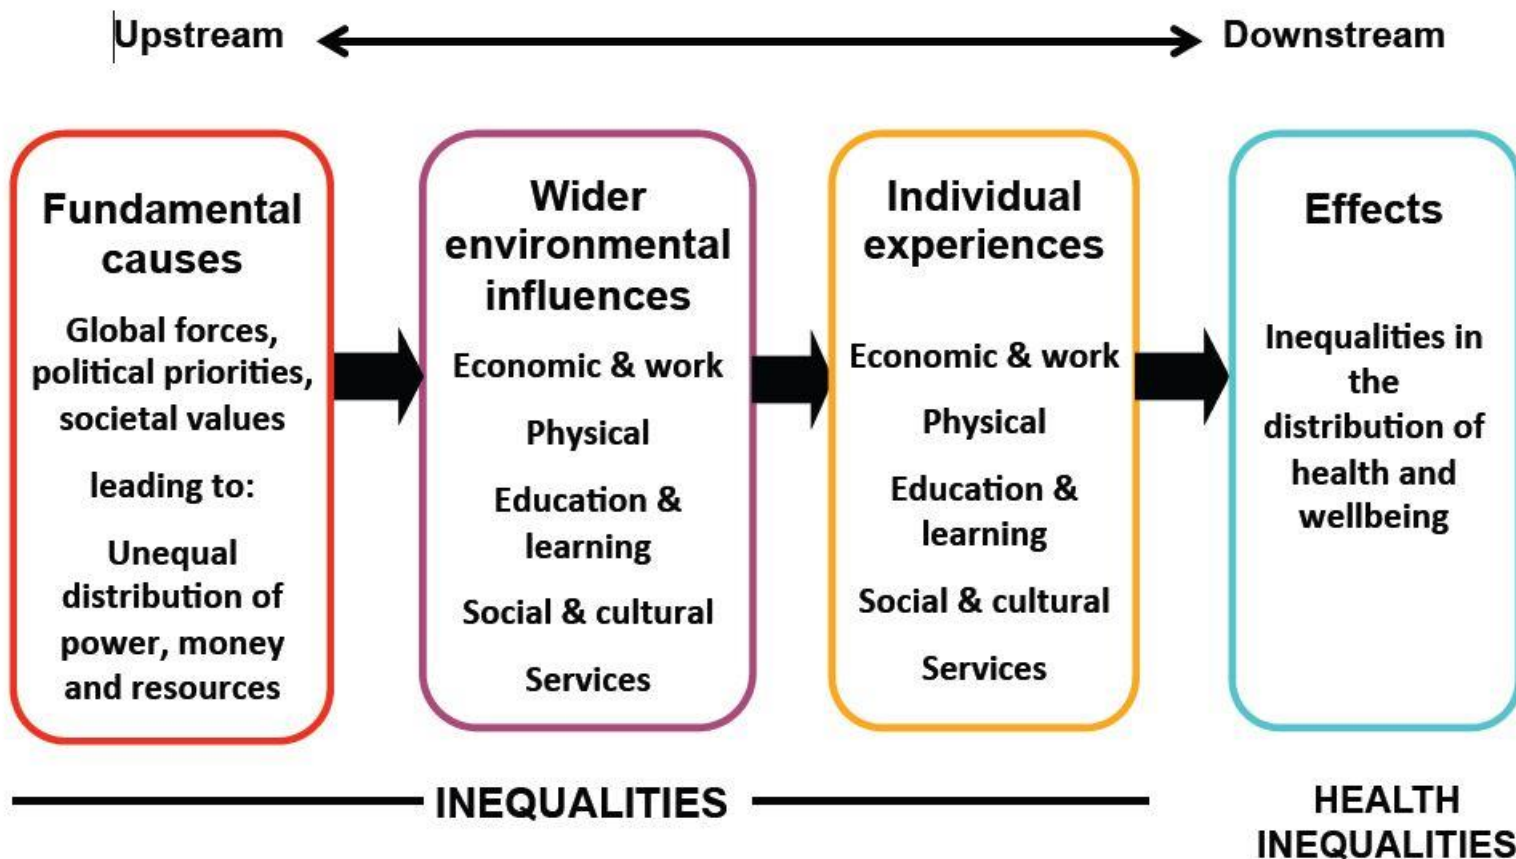 Upstream
Downstream
Fundamental
causes
Global forces,
political priorities,
societal values
leading to:
Unequal
distribution of
power, money
and resources
Wider
environmental
influences
Economic & work
Physical
Education &
learning
Social & cultural
Services
Individual
experiences
Economic & work
Physical
Education &
learning
Social & cultural
Services
Effects
Inequalities in
the
distribution of
health and
wellbeing
INEQUALITIES
HEALTH
INEQUALITIES